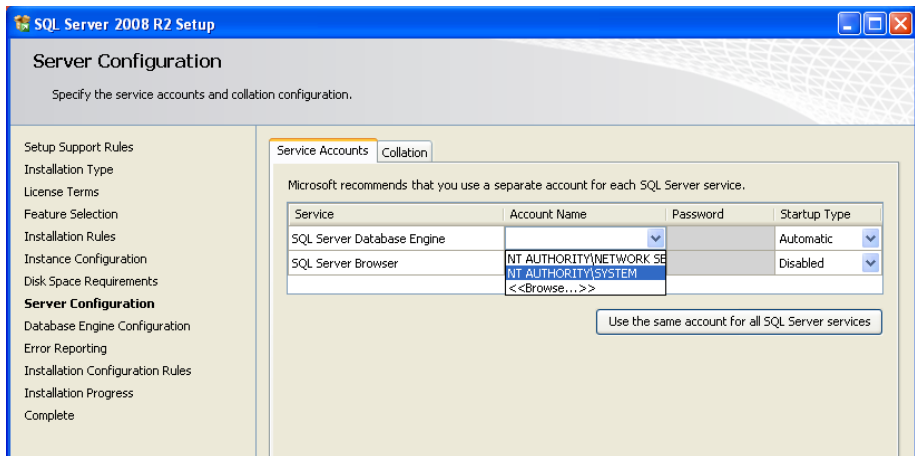 SQL Server 2008 R2 Setup
Server Configuration
Specify the service accounts and collation configuration.
Setup Support Rules
Installation Type
License Terms
Feature Selection
Installation Rules
Instance Configuration
Disk Space Requirements
Server Configuration
Database Engine Configuration
Error Reporting
Installation Configuration Rules
Installation Progress
Complete
Service Accounts Collation
Microsoft recommends that you use a separate account for each SQL Server service.
Service Account Name Password Startup Type
SQL Server Database Engine Automatic
SQL Server Browser Disabled
NT AUTHORITY\NETWORK SE
NT AUTHORITY\SYSTEM
<<Browse...>>
Use the same account for all SQL Server services